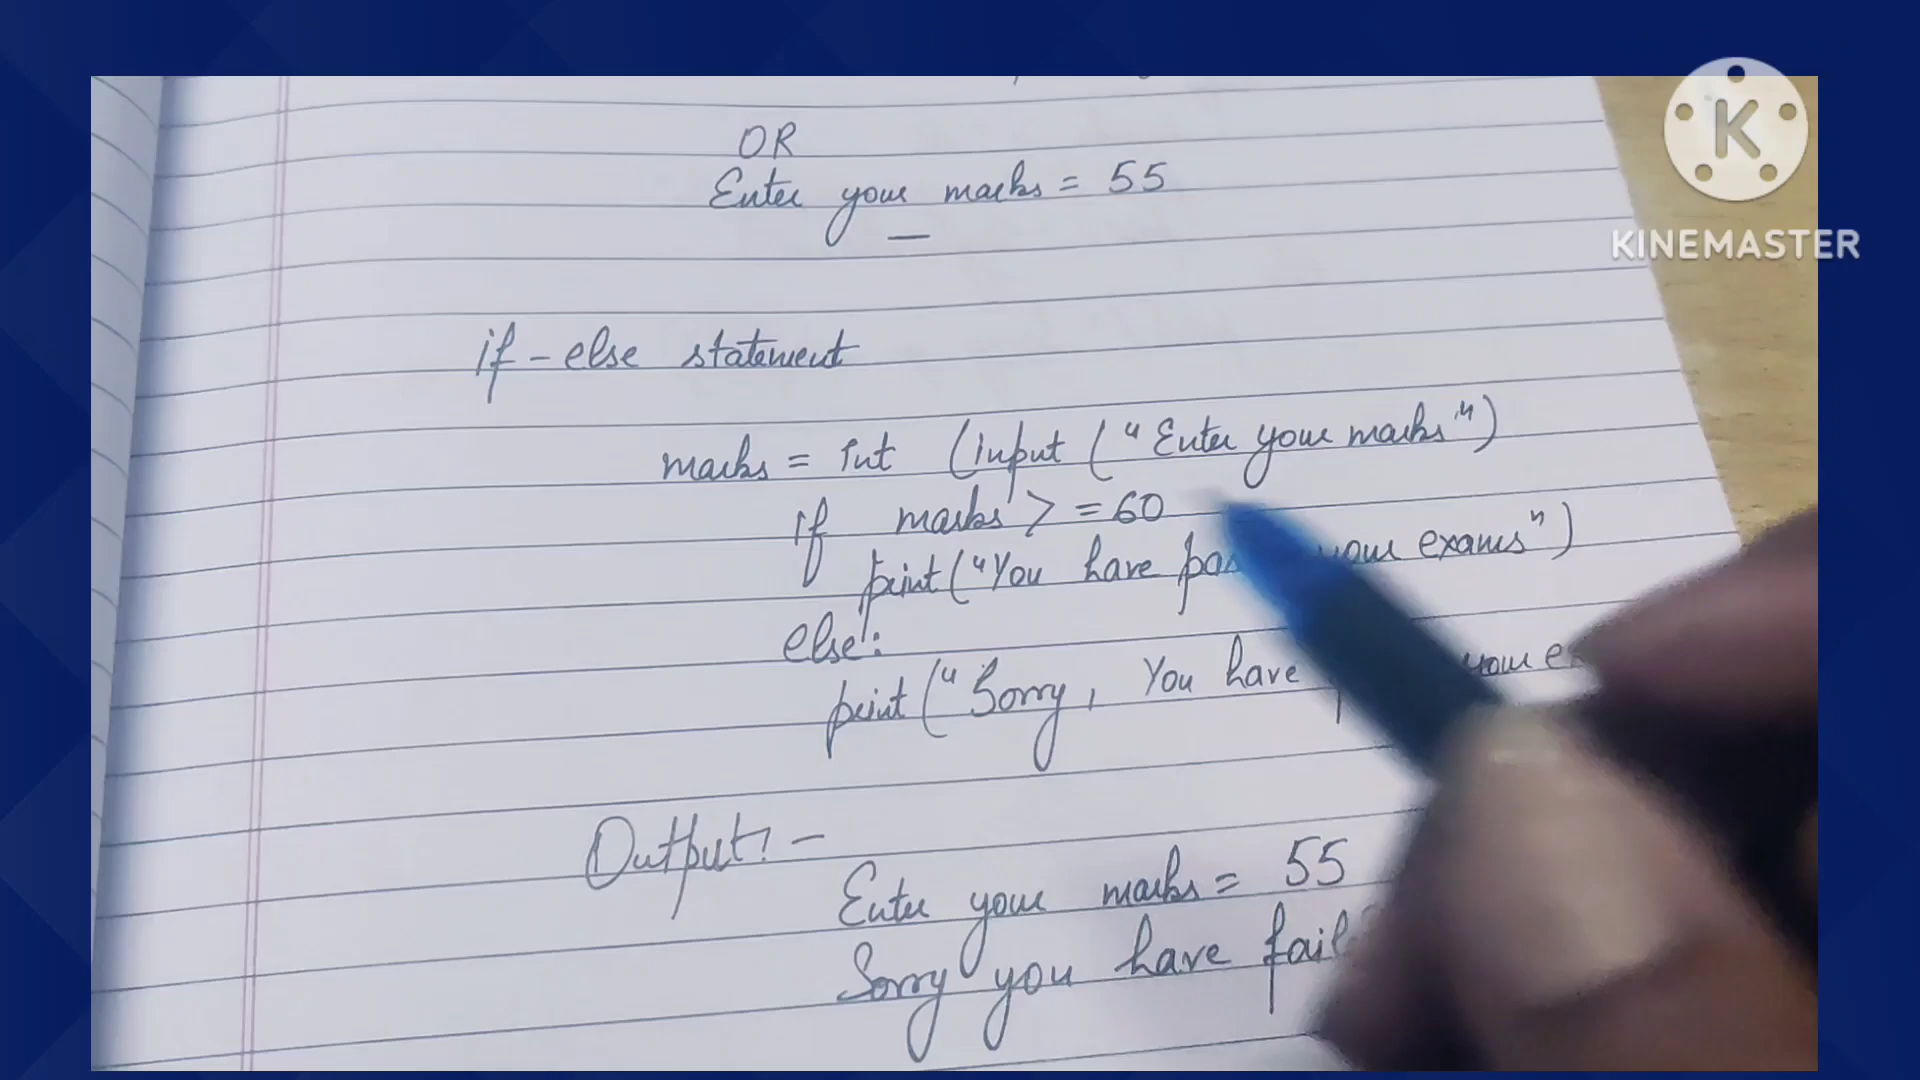 OR
Enter your marks = 55
if-else statement
marks = int (input ("Enter your marks")
if marks > = 60
print("You have your exams")
else:
print("Sorry, You have your
Output:-
Enter your marks = 55
Sorry you have
K
KINEMASTER